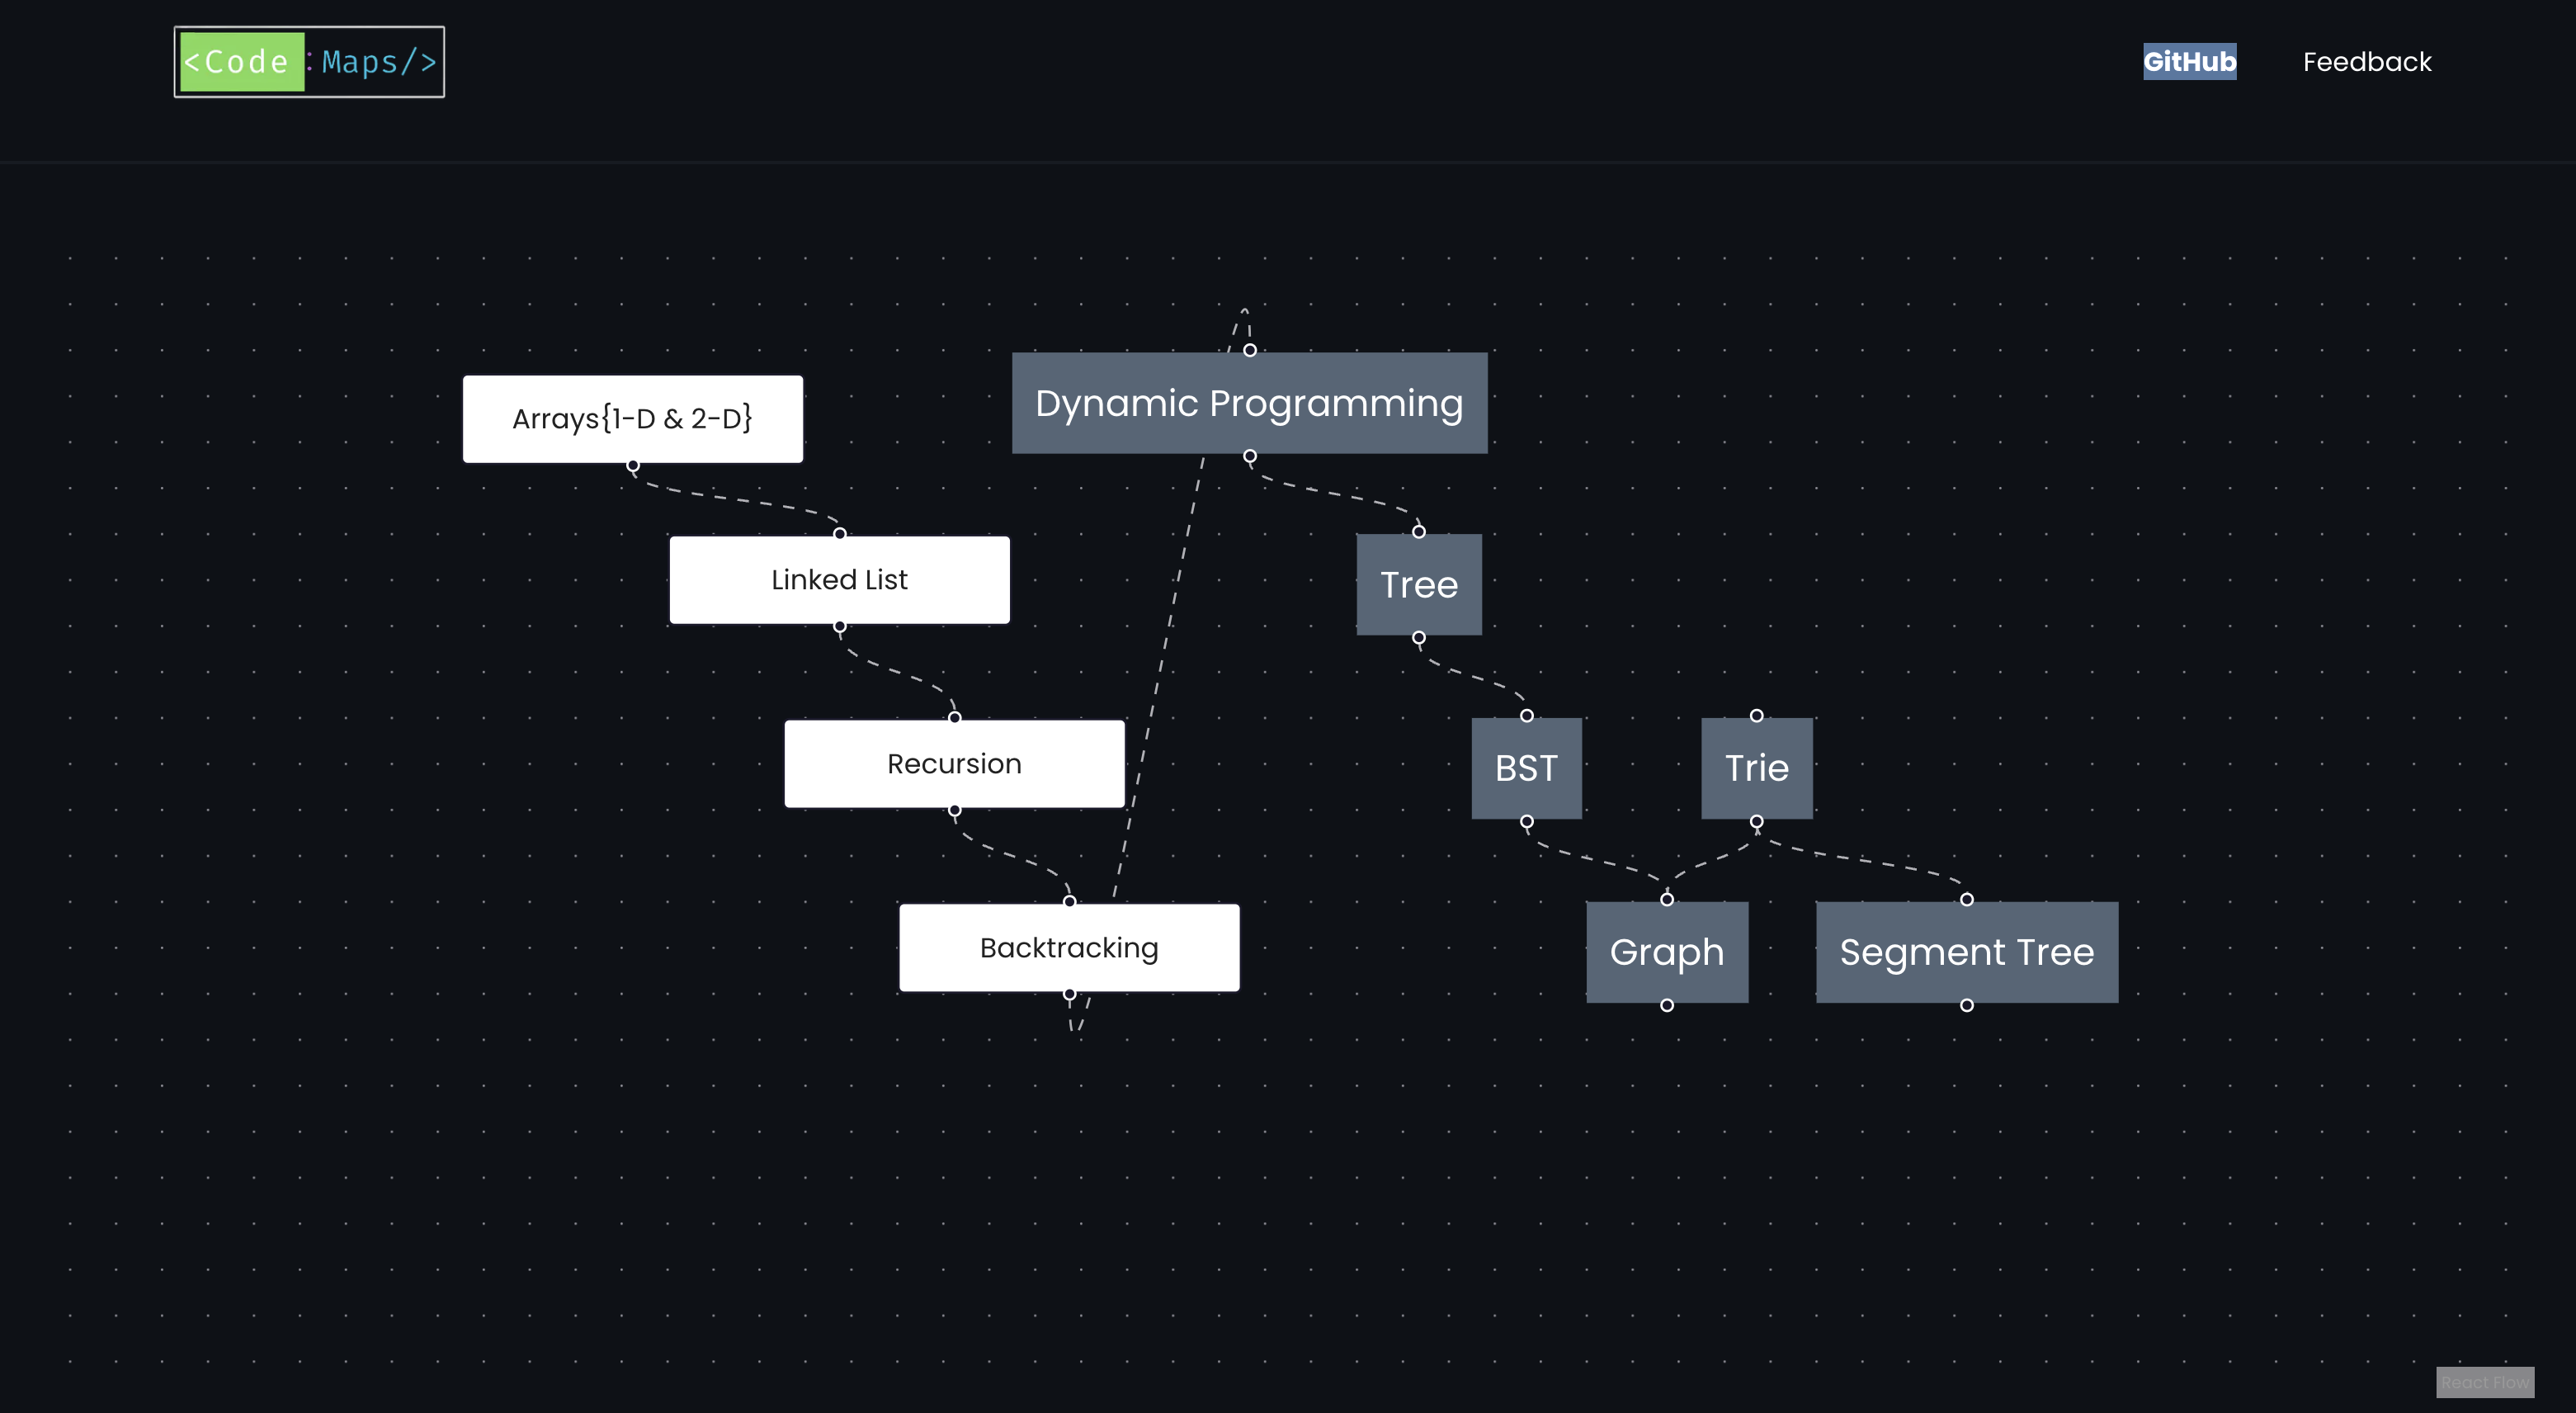 <Code:Maps/>
GitHub
Feedback
Dynamic Programming
Arrays{1-D & 2-D}
Linked List
Tree
Recursion
BST
Trie
Backtracking
Graph
Segment Tree
React Flow